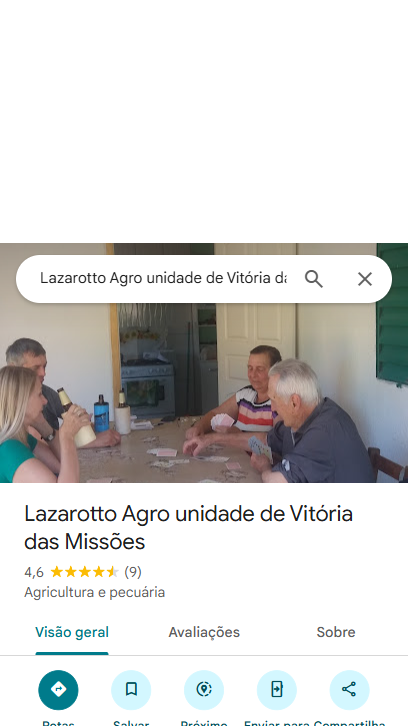 Lazarotto Agro unidade de Vitória da
Lazarotto Agro unidade de Vitória
das Missões
4,6 (9)
Agricultura e pecuária
Visão geral Avaliações Sobre
Rotas Salvar Próximo Enviar para Compartilha